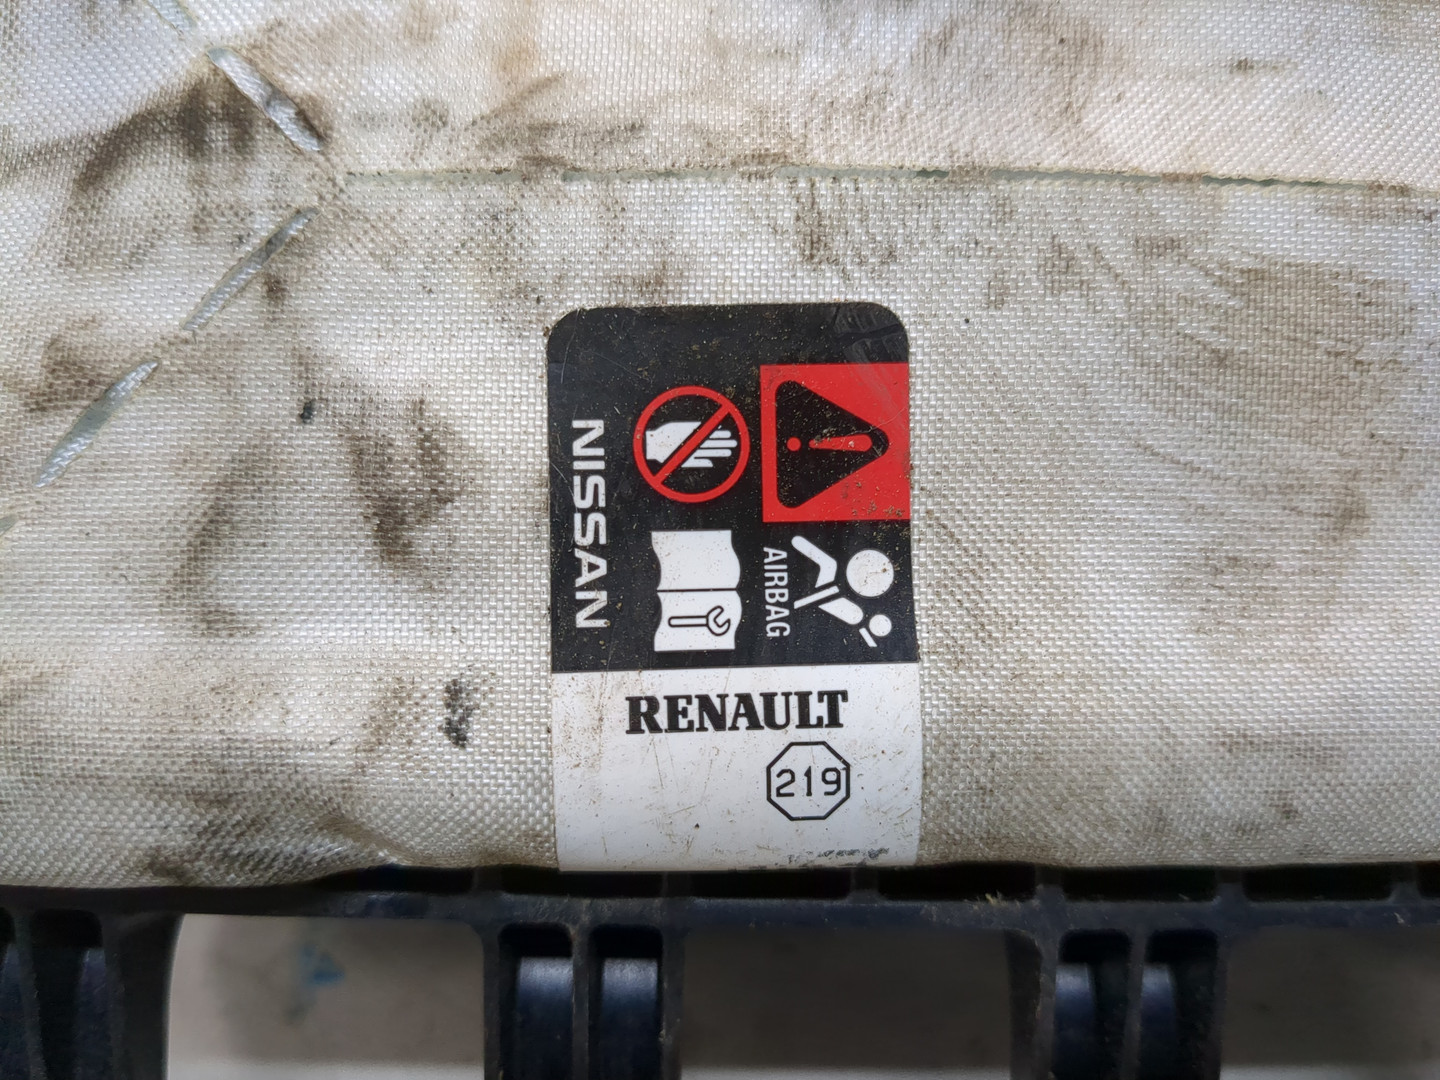 AIRBAG
NISSAN
RENAULT
219